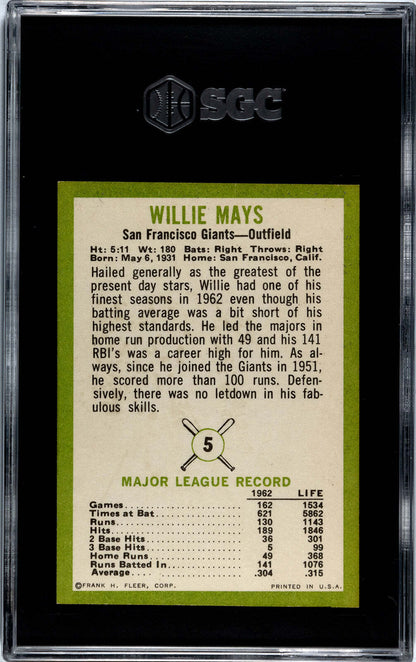 SGC
WILLIE MAYS
San Francisco Giants—Outfield
Ht: 5:11 Wt: 180 Bats: Right Throws: Right
Born: May 6, 1931 Home: San Francisco, Calif.
Hailed generally as the greatest of the
present day stars, Willie had one of his
finest seasons in 1962 even though his
batting average was a bit short of his
highest standards. He led the majors in
home run production with 49 and his 141
RBI's was a career high for him. As al-
ways, since he joined the Giants in 1951,
he scored more than 100 runs. Defen-
sively, there was no letdown in his fab-
ulous skills.
5
MAJOR LEAGUE RECORD
1962 LIFE
Games 162 1534
Times at Bat 621 5862
Runs 130 1143
Hits 189 1846
2 Base Hits 36 301
3 Base Hits 5 99
Home Runs 49 368
Runs Batted In 141 1076
Average .304 .315
©FRANK H. FLEER, CORP. PRINTED IN U.S.A.